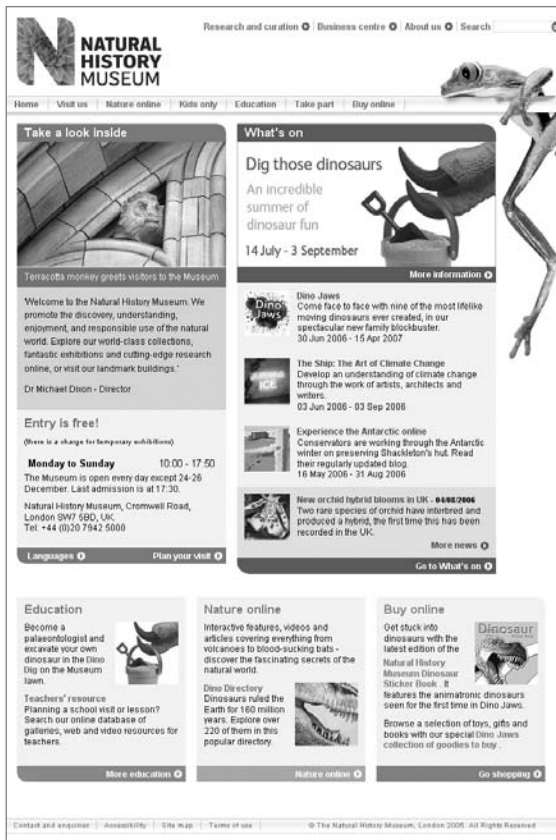 Research and curation | Business centre | About us | Search
NATURAL
HISTORY
MUSEUM
Home | Visit us | Nature online | Kids only | Education | Take part | Buy online
Take a look inside
Terracotta monkey greets visitors to the Museum
'Welcome to the Natural History Museum. We
promote the discovery, understanding,
enjoyment, and responsible use of the natural
world. Explore our world-class collections,
fantastic exhibitions and cutting-edge research
online, or visit our landmark buildings.'
Dr Michael Dixon - Director
Entry is free!
(there is a charge for temporary exhibitions)
Monday to Sunday 10:00 - 17:50
The Museum is open every day except 24-26
December. Last admission is at 17:30.
Natural History Museum, Cromwell Road,
London SW7 5BD, UK.
Tel: +44 (0)20 7942 5000
Languages Plan your visit
What's on
Dig those dinosaurs
An incredible
summer of
dinosaur fun
14 July - 3 September
More information
Dino
Jaws
Dino Jaws
Come face to face with nine of the most lifelike
moving dinosaurs ever created, in our
spectacular new family blockbuster.
30 Jun 2006 - 15 Apr 2007
ICE
The Ship: The Art of Climate Change
Develop an understanding of climate change
through the work of artists, architects and
writers.
03 Jun 2006 - 03 Sep 2006
Experience the Antarctic online
Conservators are working through the Antarctic
winter on preserving Shackleton's hut. Read
their regularly updated blog.
16 May 2006 - 31 Aug 2006
New orchid hybrid blooms in UK - 04/08/2006
Two rare species of orchid have interbred and
produced a hybrid, the first time this has been
recorded in the UK.
More news
Go to What's on
Education
Become a
palaeontologist and
excavate your own
dinosaur in the Dino
Dig on the Museum
lawn.
Teachers' resource
Planning a school visit or lesson?
Search our online database of
galleries, web and video resources for
teachers.
More education
Nature online
Interactive features, videos and
articles covering everything from
volcanoes to blood-sucking bats -
discover the fascinating secrets of the
natural world.
Dino Directory
Dinosaurs ruled the
Earth for 160 million
years. Explore over
220 of them in this
popular directory.
Nature online
Buy online
Get stuck into
dinosaurs with the
latest edition of the
Natural History
Museum Dinosaur
Sticker Book . It
features the animatronic dinosaurs
seen for the first time in Dino Jaws.
Dinosaur
Browse a selection of toys, gifts and
books with our special Dino Jaws
collection of goodies to buy .
Go shopping
Contact and enquiries | Accessibility | Site map | Terms of use | © The Natural History Museum, London 2006. All Rights Reserved